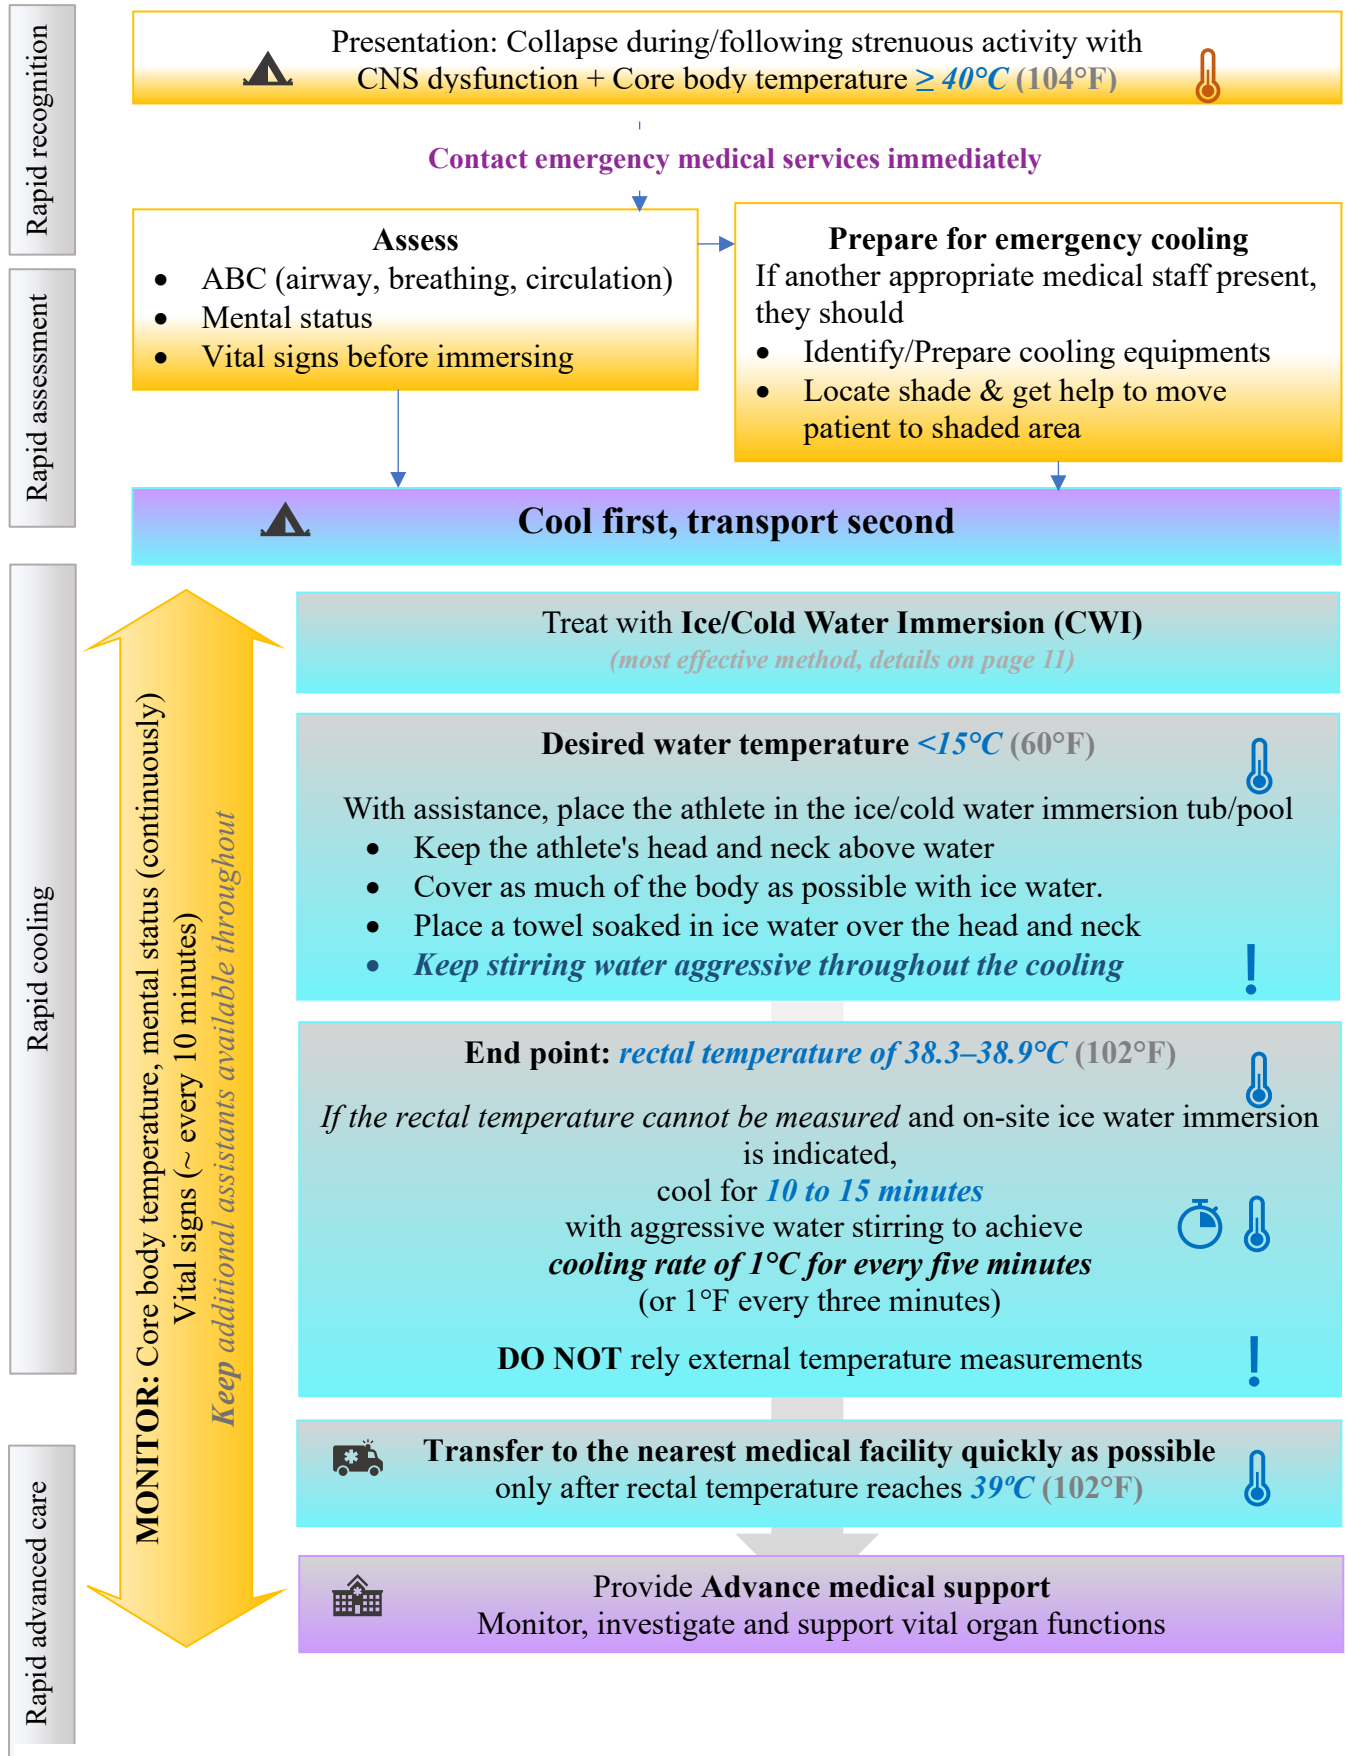 Rapid recognition
Presentation: Collapse during/following strenuous activity with
CNS dysfunction + Core body temperature ≥ 40°C (104°F)
Contact emergency medical services immediately
Rapid assessment
Assess
• ABC (airway, breathing, circulation)
• Mental status
• Vital signs before immersing
Prepare for emergency cooling
If another appropriate medical staff present,
they should
• Identify/Prepare cooling equipments
• Locate shade & get help to move
patient to shaded area
Cool first, transport second
Rapid cooling
MONITOR: Core body temperature, mental status (continuously)
Vital signs (~ every 10 minutes)
Keep additional assistants available throughout
Treat with Ice/Cold Water Immersion (CWI)
(most effective method, details on page 11)
Desired water temperature <15°C (60°F)
With assistance, place the athlete in the ice/cold water immersion tub/pool
• Keep the athlete's head and neck above water
• Cover as much of the body as possible with ice water.
• Place a towel soaked in ice water over the head and neck
• Keep stirring water aggressive throughout the cooling
End point: rectal temperature of 38.3–38.9°C (102°F)
If the rectal temperature cannot be measured and on-site ice water immersion
is indicated,
cool for 10 to 15 minutes
with aggressive water stirring to achieve
cooling rate of 1°C for every five minutes
(or 1°F every three minutes)
DO NOT rely external temperature measurements
Rapid advanced care
Transfer to the nearest medical facility quickly as possible
only after rectal temperature reaches 39ºC (102°F)
Provide Advance medical support
Monitor, investigate and support vital organ functions